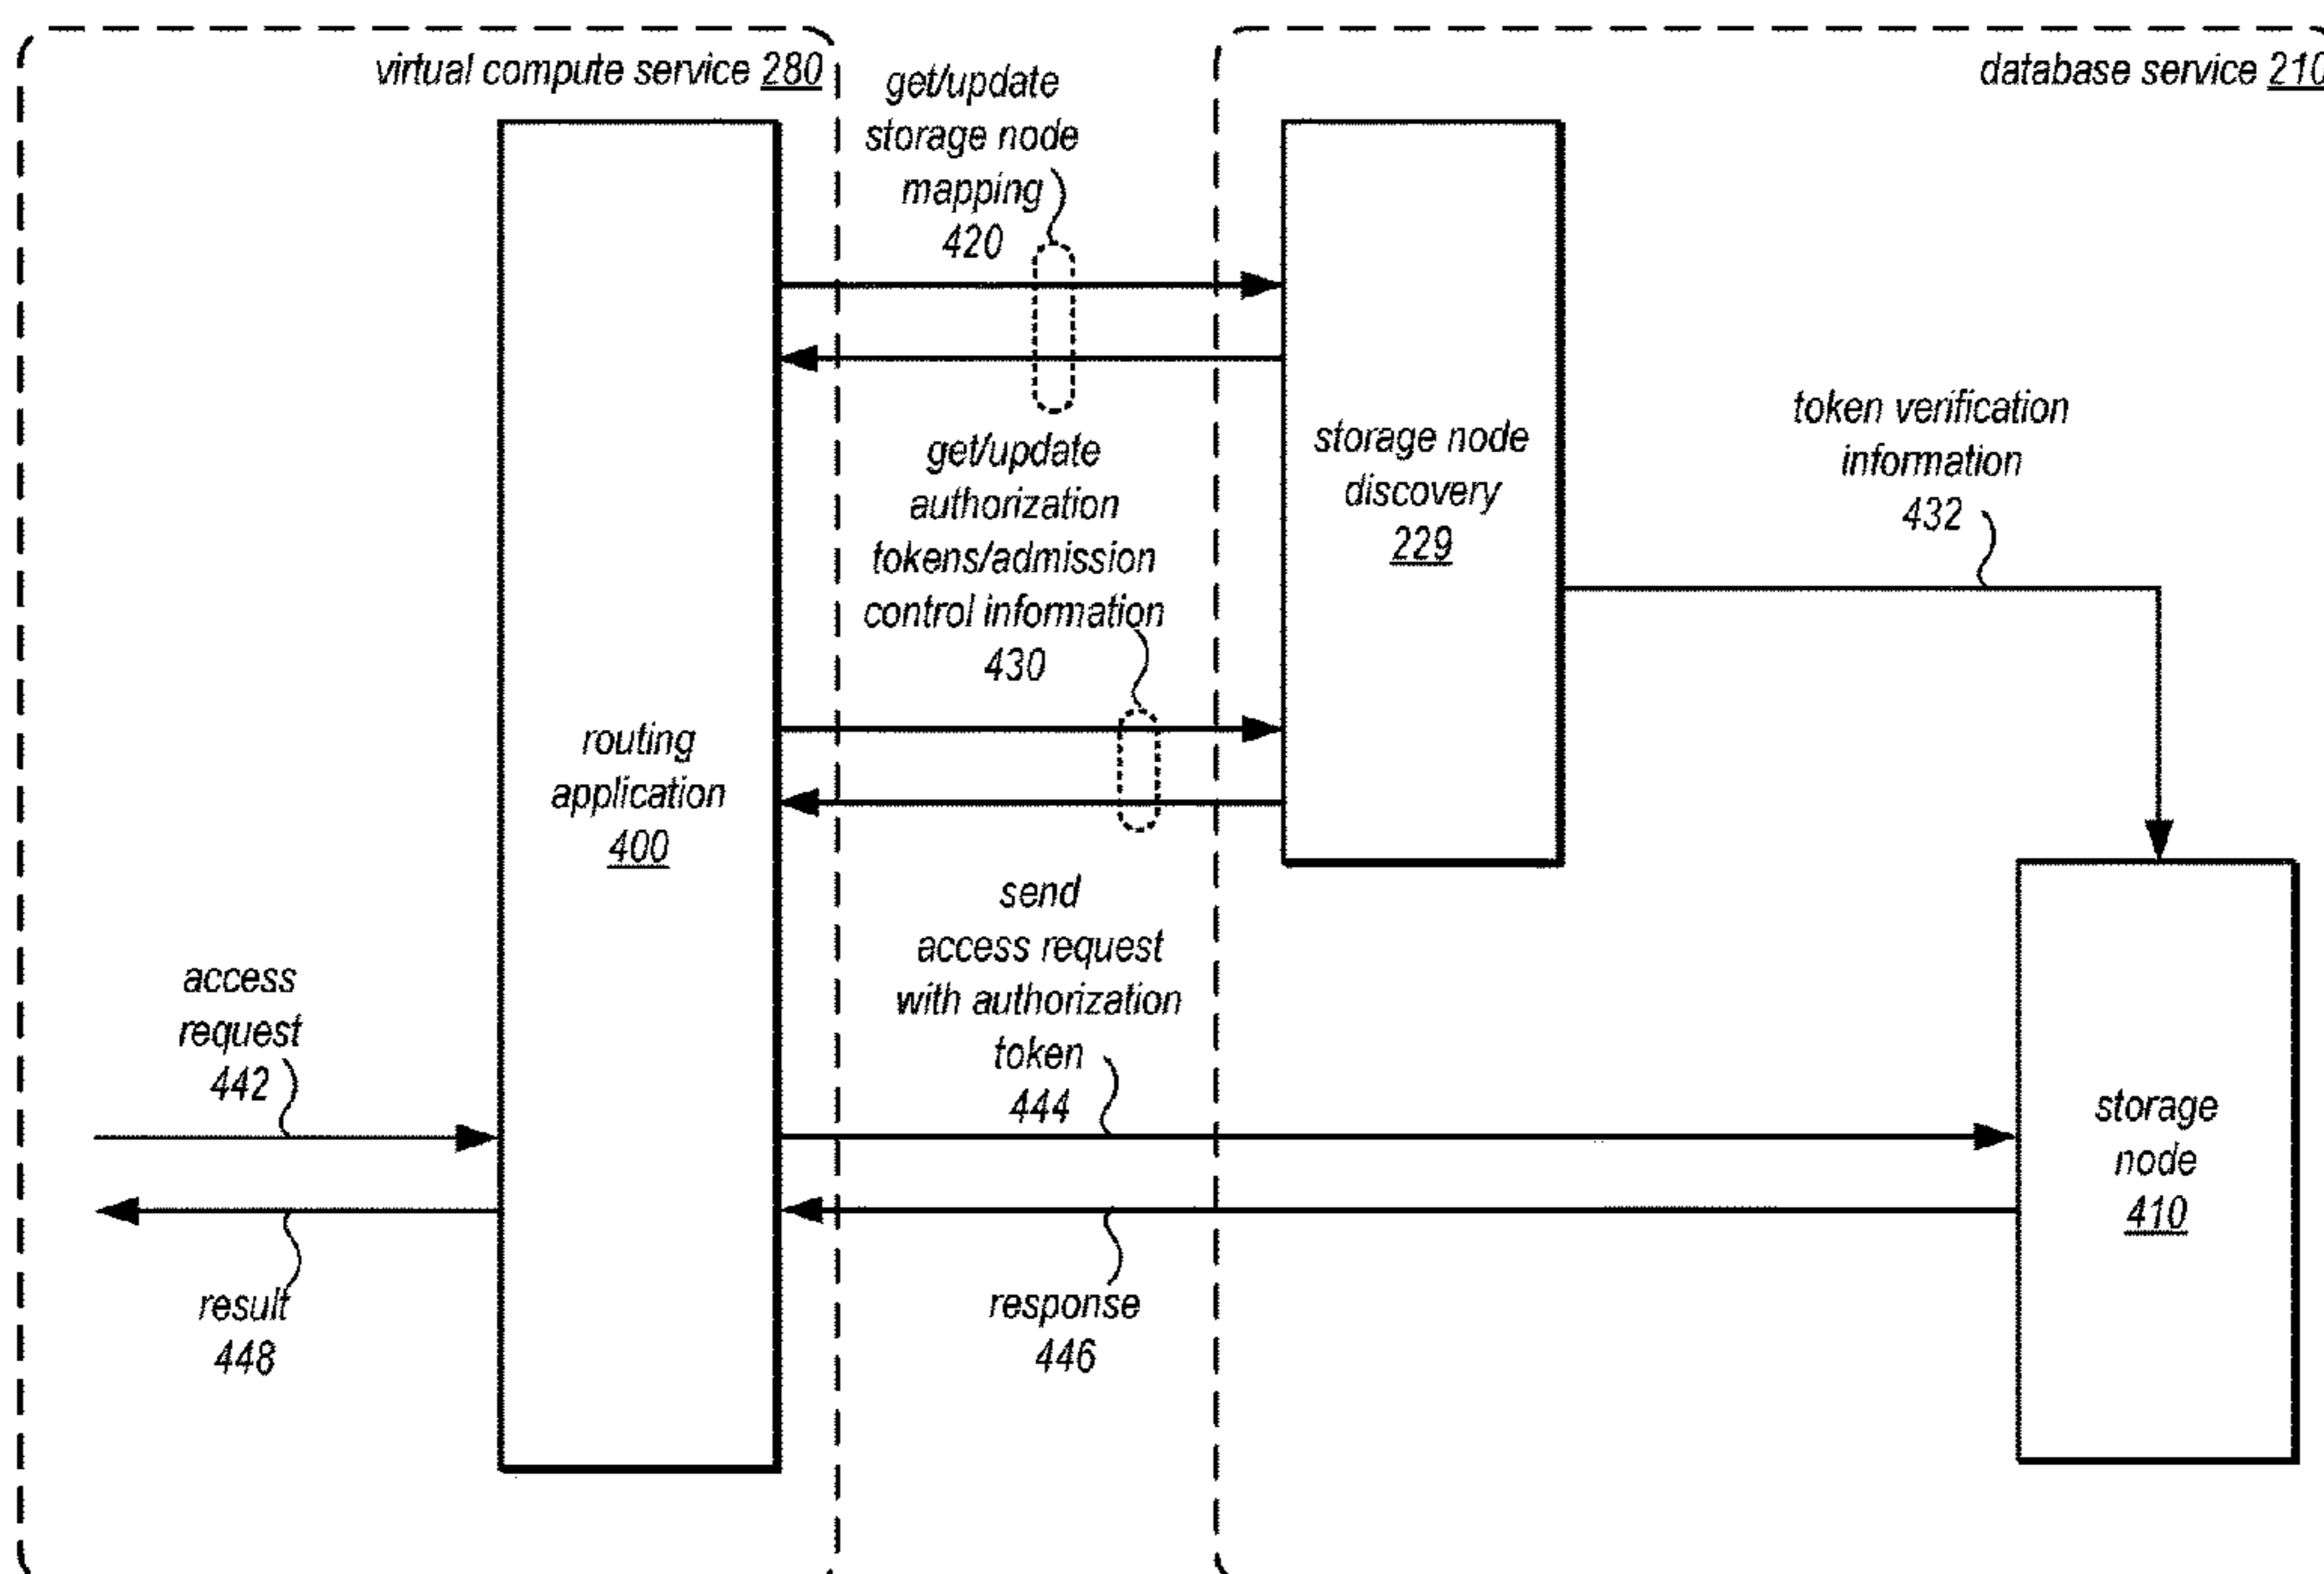 virtual compute service 280
database service 210
get/update
storage node
mapping
420
get/update
authorization
tokens/admission
control information
430
storage node
discovery
229
token verification
information
432
routing
application
400
send
access request
with authorization
token
444
access
request
442
storage
node
410
result
448
response
446